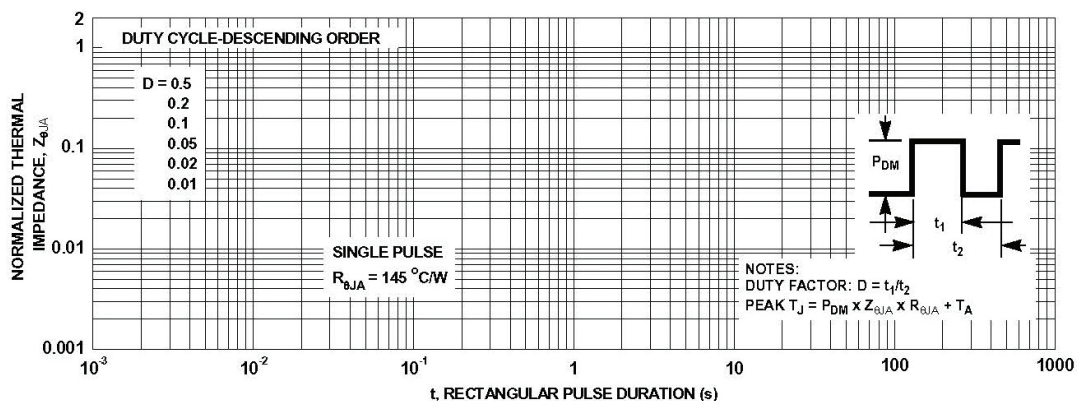 2
1
0.1
0.01
0.001
NORMALIZED THERMAL
IMPEDANCE, ZθJA
DUTY CYCLE-DESCENDING ORDER
D = 0.5
0.2
0.1
0.05
0.02
0.01
SINGLE PULSE
RθJA = 145 °C/W
PDM
t1
t2
NOTES:
DUTY FACTOR: D = t1/t2
PEAK TJ = PDM x ZθJA x RθJA + TA
10-3
10-2
10-1
1
10
100
1000
t, RECTANGULAR PULSE DURATION (s)